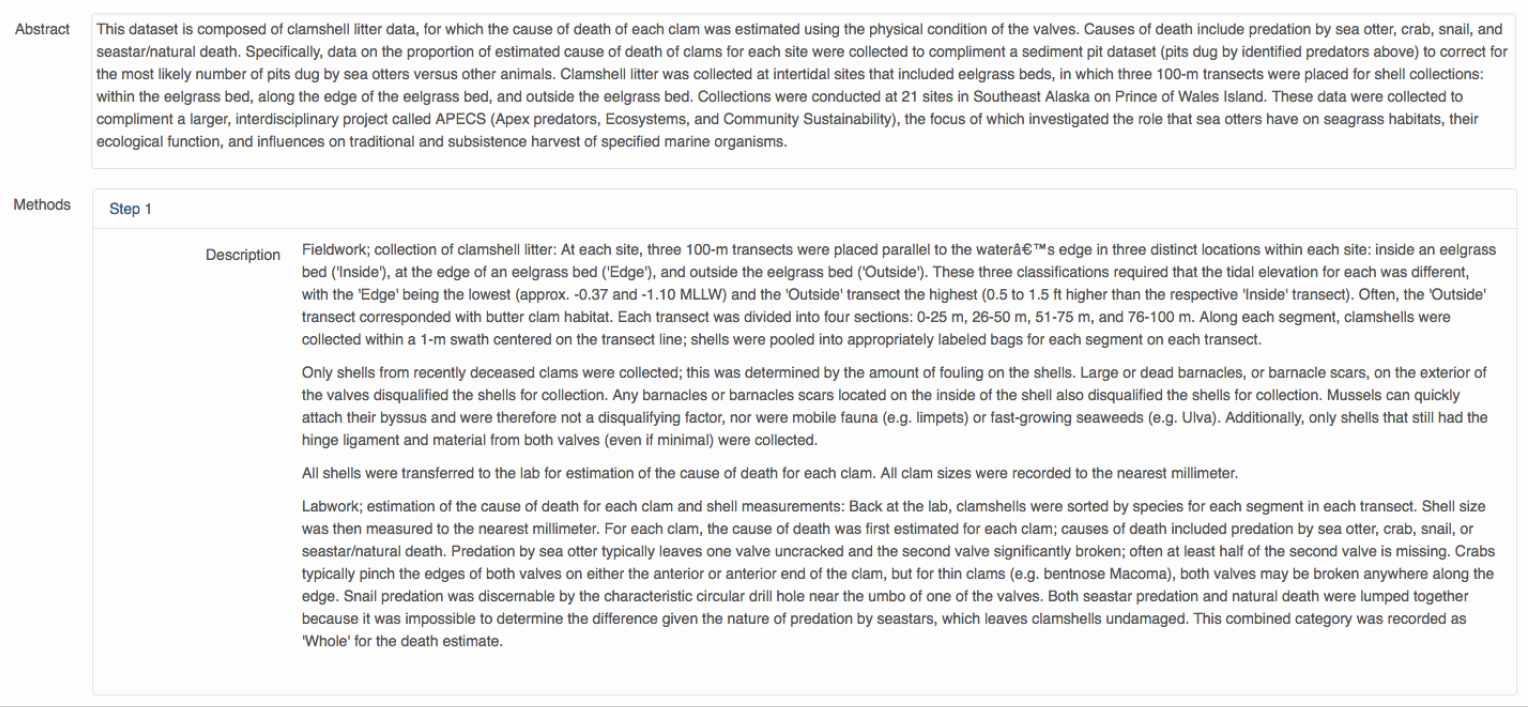 Abstract
This dataset is composed of clamshell litter data, for which the cause of death of each clam was estimated using the physical condition of the valves. Causes of death include predation by sea otter, crab, snail, and
seastar/natural death. Specifically, data on the proportion of estimated cause of death of clams for each site were collected to compliment a sediment pit dataset (pits dug by identified predators above) to correct for
the most likely number of pits dug by sea otters versus other animals. Clamshell litter was collected at intertidal sites that included eelgrass beds, in which three 100-m transects were placed for shell collections:
within the eelgrass bed, along the edge of the eelgrass bed, and outside the eelgrass bed. Collections were conducted at 21 sites in Southeast Alaska on Prince of Wales Island. These data were collected to
compliment a larger, interdisciplinary project called APECS (Apex predators, Ecosystems, and Community Sustainability), the focus of which investigated the role that sea otters have on seagrass habitats, their
ecological function, and influences on traditional and subsistence harvest of specified marine organisms.
Methods
Step 1
Description
Fieldwork; collection of clamshell litter: At each site, three 100-m transects were placed parallel to the waterâ€™s edge in three distinct locations within each site: inside an eelgrass
bed ('Inside'), at the edge of an eelgrass bed ('Edge'), and outside the eelgrass bed ('Outside'). These three classifications required that the tidal elevation for each was different,
with the 'Edge' being the lowest (approx. -0.37 and -1.10 MLLW) and the 'Outside' transect the highest (0.5 to 1.5 ft higher than the respective 'Inside' transect). Often, the 'Outside'
transect corresponded with butter clam habitat. Each transect was divided into four sections: 0-25 m, 26-50 m, 51-75 m, and 76-100 m. Along each segment, clamshells were
collected within a 1-m swath centered on the transect line; shells were pooled into appropriately labeled bags for each segment on each transect.
Only shells from recently deceased clams were collected; this was determined by the amount of fouling on the shells. Large or dead barnacles, or barnacle scars, on the exterior of
the valves disqualified the shells for collection. Any barnacles or barnacles scars located on the inside of the shell also disqualified the shells for collection. Mussels can quickly
attach their byssus and were therefore not a disqualifying factor, nor were mobile fauna (e.g. limpets) or fast-growing seaweeds (e.g. Ulva). Additionally, only shells that still had the
hinge ligament and material from both valves (even if minimal) were collected.
All shells were transferred to the lab for estimation of the cause of death for each clam. All clam sizes were recorded to the nearest millimeter.
Labwork; estimation of the cause of death for each clam and shell measurements: Back at the lab, clamshells were sorted by species for each segment in each transect. Shell size
was then measured to the nearest millimeter. For each clam, the cause of death was first estimated for each clam; causes of death included predation by sea otter, crab, snail, or
seastar/natural death. Predation by sea otter typically leaves one valve uncracked and the second valve significantly broken; often at least half of the second valve is missing. Crabs
typically pinch the edges of both valves on either the anterior or anterior end of the clam, but for thin clams (e.g. bentnose Macoma), both valves may be broken anywhere along the
edge. Snail predation was discernable by the characteristic circular drill hole near the umbo of one of the valves. Both seastar predation and natural death were lumped together
because it was impossible to determine the difference given the nature of predation by seastars, which leaves clamshells undamaged. This combined category was recorded as
'Whole' for the death estimate.